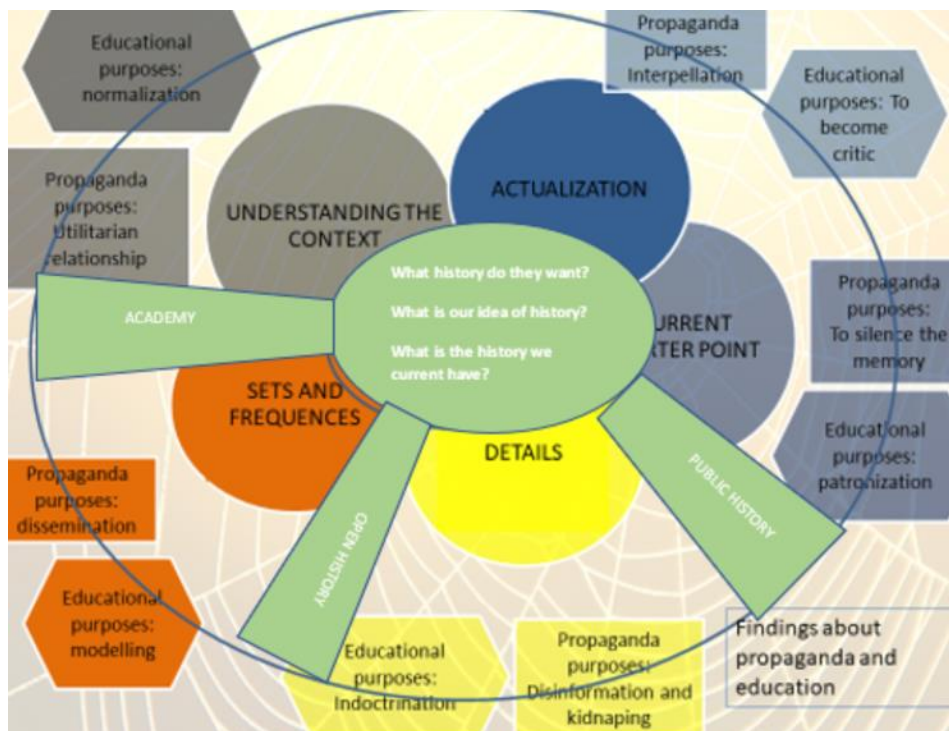 Educational
purposes:
normalization
Propaganda
purposes:
Interpellation
Educational
purposes: To
become
critic
Propaganda
purposes:
Utilitarian
relationship
UNDERSTANDING THE
CONTEXT
ACTUALIZATION
What history do they want?
What is our idea of history?
What is the history we
current have?
ACADEMY
URRENT
RTER POINT
Propaganda
purposes:
To silence the
memory
SETS AND
FREQUENCES
DETAILS
Educational
purposes:
patronization
PUBLIC HISTORY
OPEN HISTORY
Propaganda
purposes:
dissemination
Educational
purposes:
modelling
Educational
purposes:
Indoctrination
Propaganda
purposes:
Disinformation and
kidnaping
Findings about
propaganda and
education